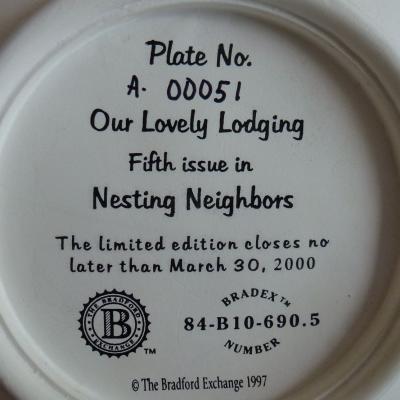 Plate No.
A. 00051
Our Lovely Lodging
Fifth issue in
Nesting Neighbors
The limited edition closes no
later than March 30, 2000
THE BRADFORD EXCHANGE
B
TM
BRADEX TM
84-B10-690.5
NUMBER
© The Bradford Exchange 1997